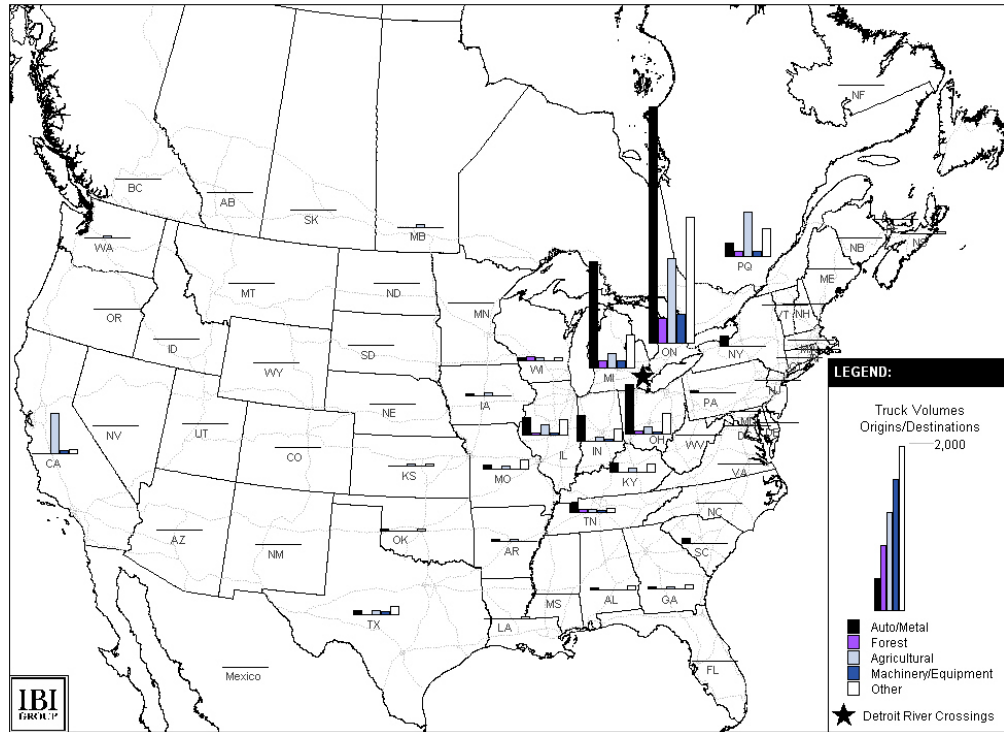 NF
BC
AB
SK
MB
WA
PQ
NB
NS
ME
MT
ND
MN
OR
ID
SD
WY
WI
MI
ON
NY
VT
NH
LEGEND:
IA
PA
NE
NV
UT
CO
IL
IN
OH
WV
Truck Volumes
Origins/Destinations
2,000
CA
KS
MO
KY
VA
AZ
NM
OK
AR
TN
NC
SC
TX
LA
MS
AL
GA
FL
Mexico
Auto/Metal
Forest
Agricultural
Machinery/Equipment
Other
Detroit River Crossings
IBI
GROUP